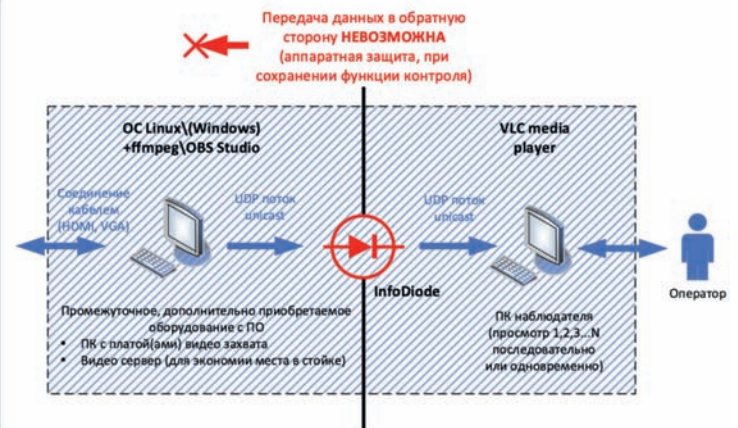 Передача данных в обратную
сторону НЕВОЗМОЖНА
(аппаратная защита, при
сохранении функции контроля)
ОС Linux\(Windows)
+ffmpeg\OBS Studio
VLC media
player
Соединение
кабелем
(HDMI, VGA)
UDP поток
unicast
UDP поток
unicast
InfoDiode
Оператор
Промежуточное, дополнительно приобретаемое
оборудование с ПО
• ПК с платой(ами) видео захвата
• Видео сервер (для экономии места в стойке)
ПК наблюдателя
(просмотр 1,2,3...N
последовательно
или одновременно)